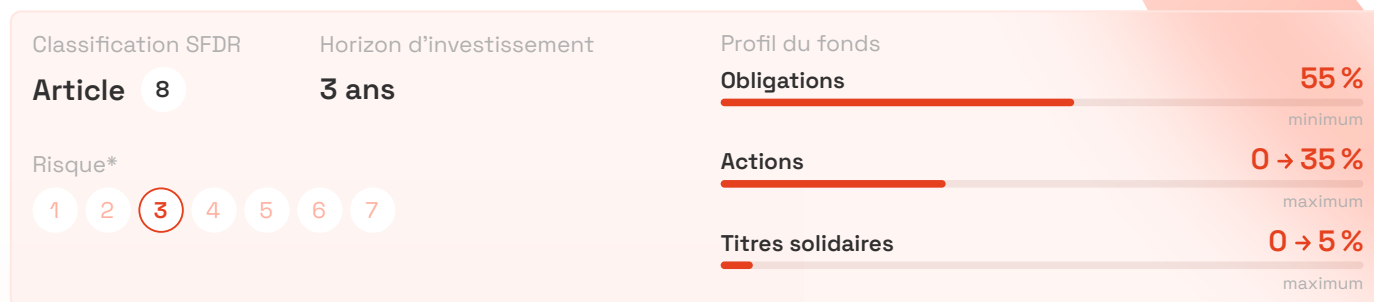 Classification SFDR
Article 8
Horizon d'investissement
3 ans
Risque*
1 2 3 4 5 6 7
Profil du fonds
Obligations 55 %
minimum
Actions 0 → 35 %
maximum
Titres solidaires 0 → 5 %
maximum